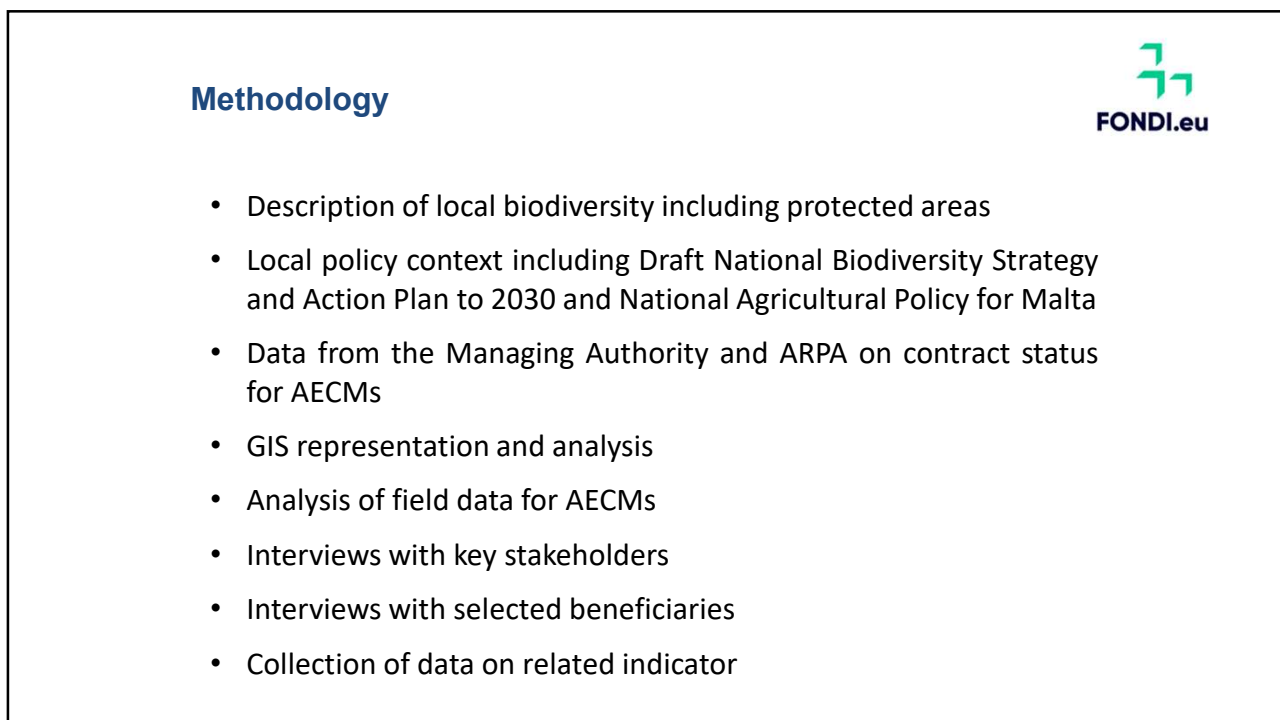 Methodology
FONDI.eu
• Description of local biodiversity including protected areas
• Local policy context including Draft National Biodiversity Strategy
and Action Plan to 2030 and National Agricultural Policy for Malta
• Data from the Managing Authority and ARPA on contract status
for AECMs
• GIS representation and analysis
• Analysis of field data for AECMs
• Interviews with key stakeholders
• Interviews with selected beneficiaries
• Collection of data on related indicator